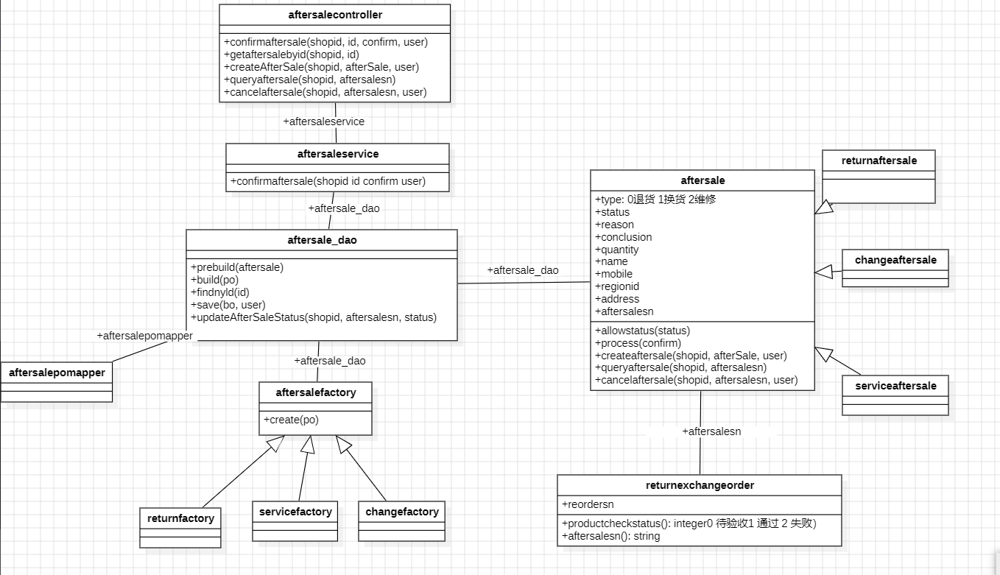 aftersalecontroller
+confirmaftersale(shopid, id, confirm, user)
+getaftersalebyid(shopid, id)
+createAfterSale(shopid, afterSale, user)
+queryaftersale(shopid, aftersalesn)
+cancelaftersale(shopid, aftersalesn, user)
+aftersaleservice
aftersaleservice
+confirmaftersale(shopid id confirm user)
+aftersale_dao
aftersale_dao
+prebuild(aftersale)
+build(po)
+findnyld(id)
+save(bo, user)
+updateAfterSaleStatus(shopid, aftersalesn, status)
+aftersalepomapper
aftersalepomapper
+aftersale_dao
aftersalefactory
+create(po)
returnfactory
servicefactory
changefactory
+aftersale_dao
aftersale
+type: 0退货 1换货 2维修
+status
+reason
+conclusion
+quantity
+name
+mobile
+regionid
+address
+aftersalesn
+allowstatus(status)
+process(confirm)
+createaftersale(shopid, afterSale, user)
+queryaftersale(shopid, aftersalesn)
+cancelaftersale(shopid, aftersalesn, user)
returnaftersale
changeaftersale
serviceaftersale
+aftersalesn
returnexchangeorder
+reordersn
+productcheckstatus(): integer0 待验收1 通过 2 失败)
+aftersalesn(): string